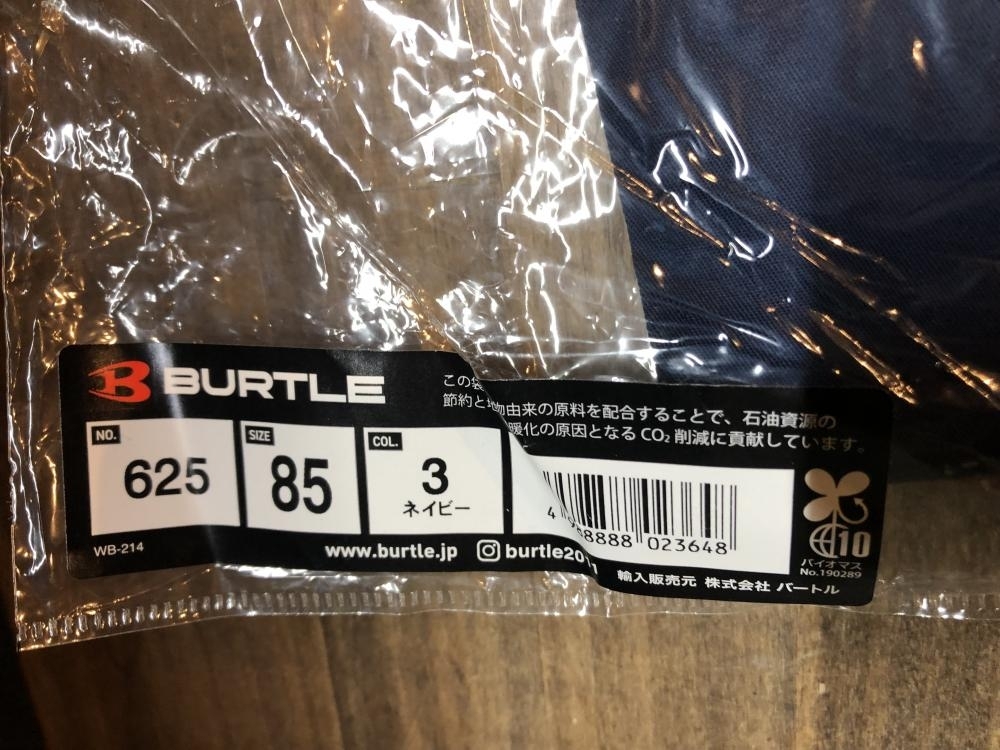 BURTLE
この袋
節約と 物由来の原料を配合することで、石油資源の
暖化の原因となるCO₂削減に貢献しています。
NO.
625
SIZE
85
COL.
3
ネイビー
8888 023648
10
バイオマス
No.190289
WB-214
www.burtle.jp
輸入販売元 株式会社 バートル